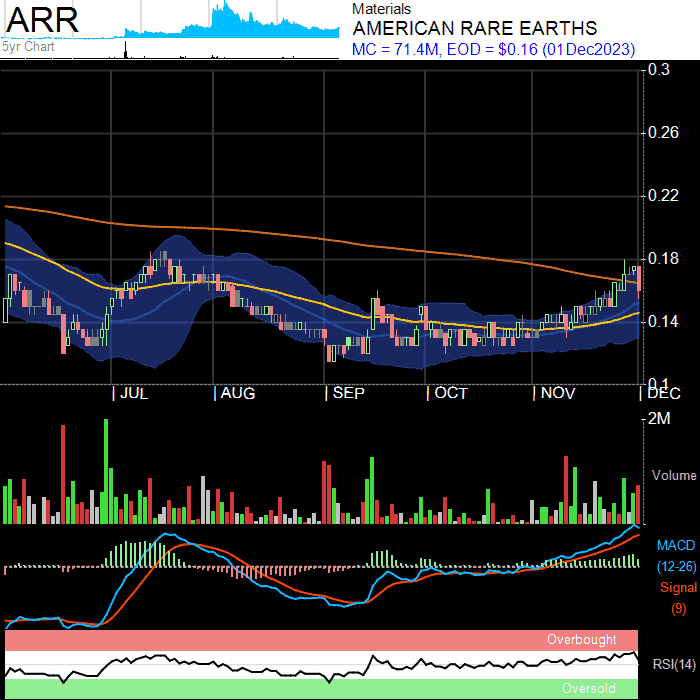 ARR
5yr Chart
Materials
AMERICAN RARE EARTHS
MC = 71.4M, EOD = $0.16 (01Dec2023)
0.3
0.26
0.22
0.18
0.14
0.1
JUL AUG SEP OCT NOV DEC
2M
Volume
MACD
(12-26)
Signal
(9)
Overbought
RSI(14)
Oversold